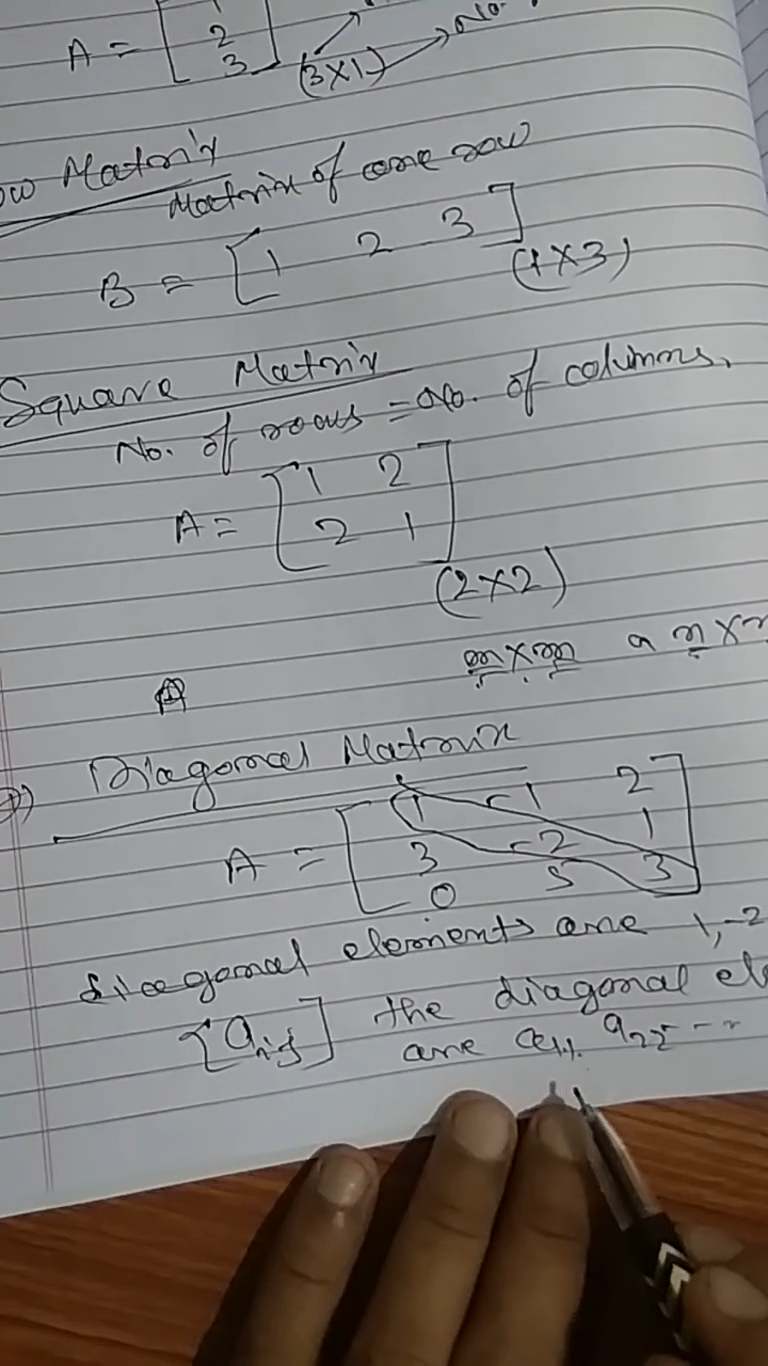 A = [ 2
3 ] (3×1) No.
ow Matrix
Matrix of one row
B = [ 1 2 3 ] (1×3)
Square Matrix
No. of rows = No. of columns.
A = [ 1 2
2 1 ]
(2×2)
m×m a n×n
A
Diagonal Matrix
A = [ 1 -1 2
3 -2 1
0 5 3 ]
diagonal elements are 1, -2
[aij] the diagonal el
are a11, a22 ---